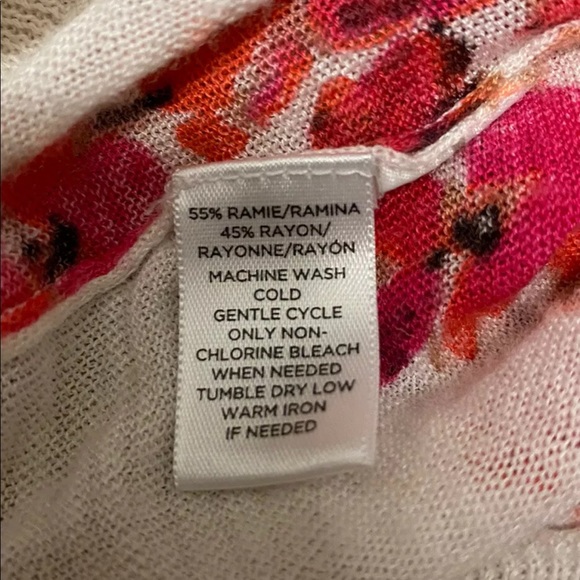 55% RAMIE/RAMINA
45% RAYON/
RAYONNE/RAYÓN
MACHINE WASH
COLD
GENTLE CYCLE
ONLY NON-
CHLORINE BLEACH
WHEN NEEDED
TUMBLE DRY LOW
WARM IRON
IF NEEDED